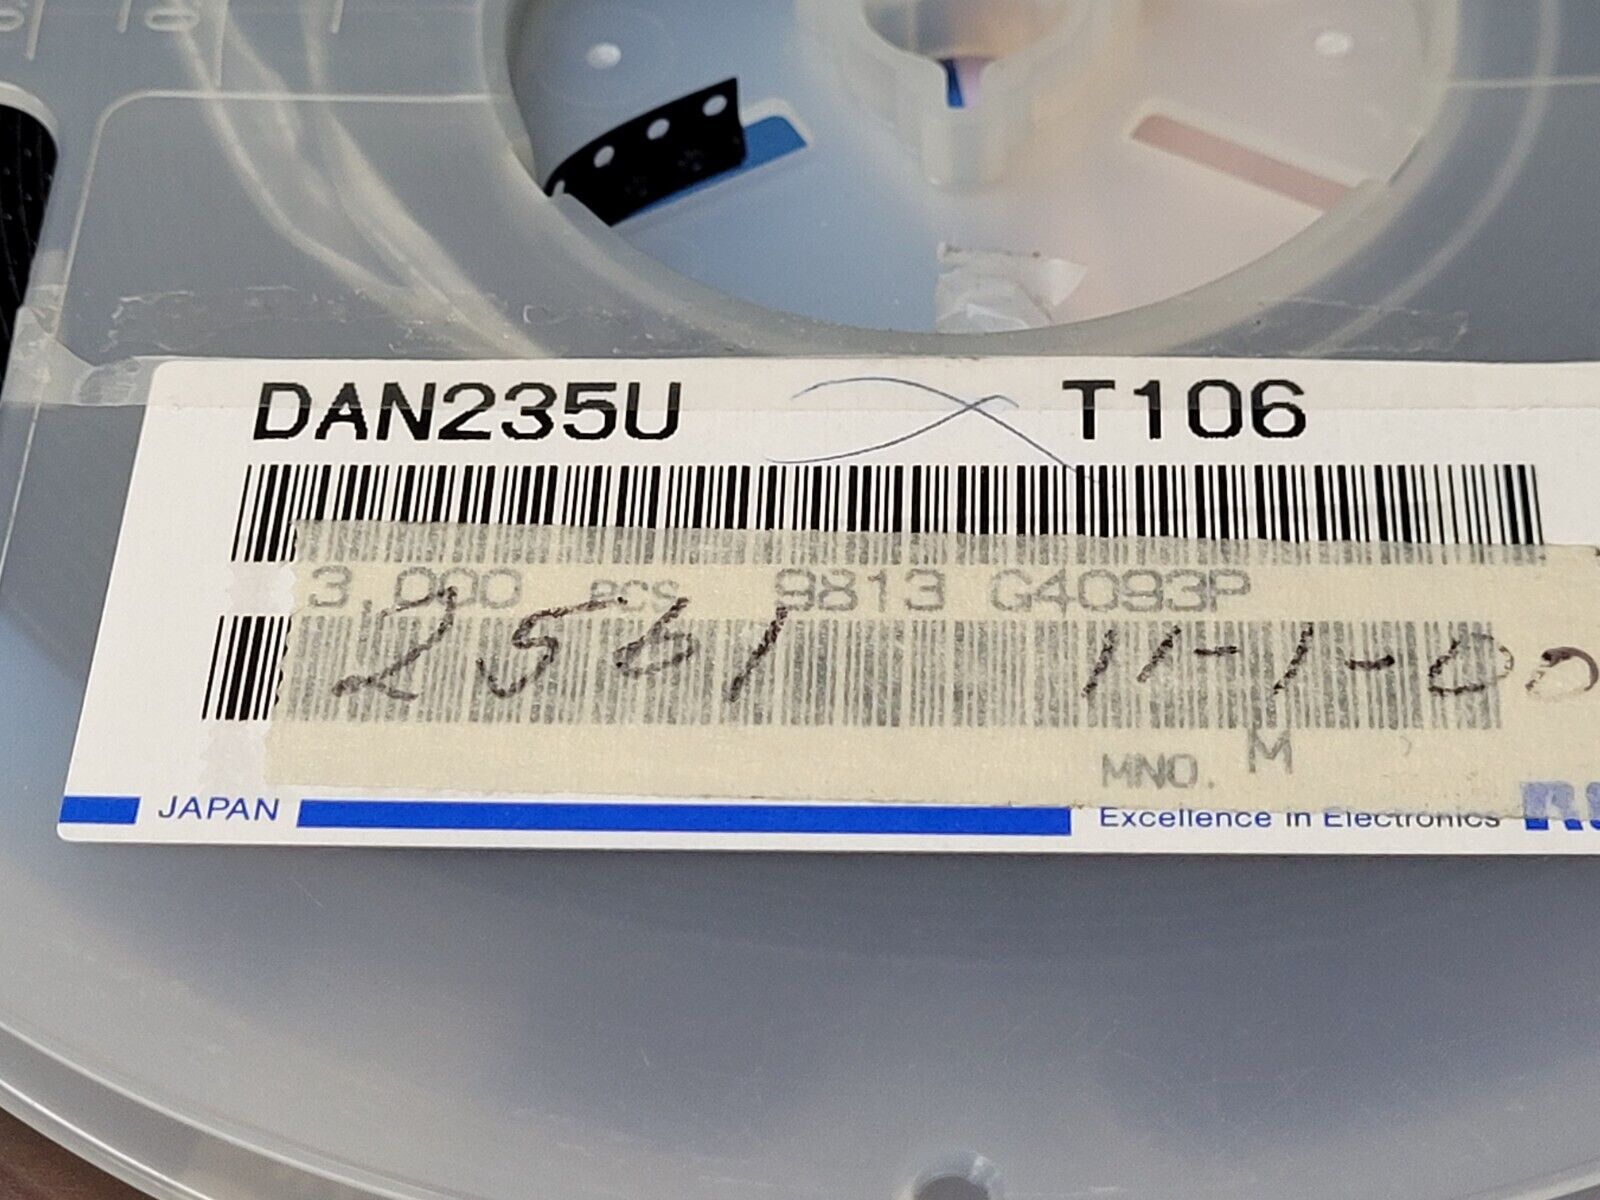 DAN235U T106
3,000 pcs 9813 G4093P
2561 11-1-00
MNO. M
JAPAN Excellence in Electronics